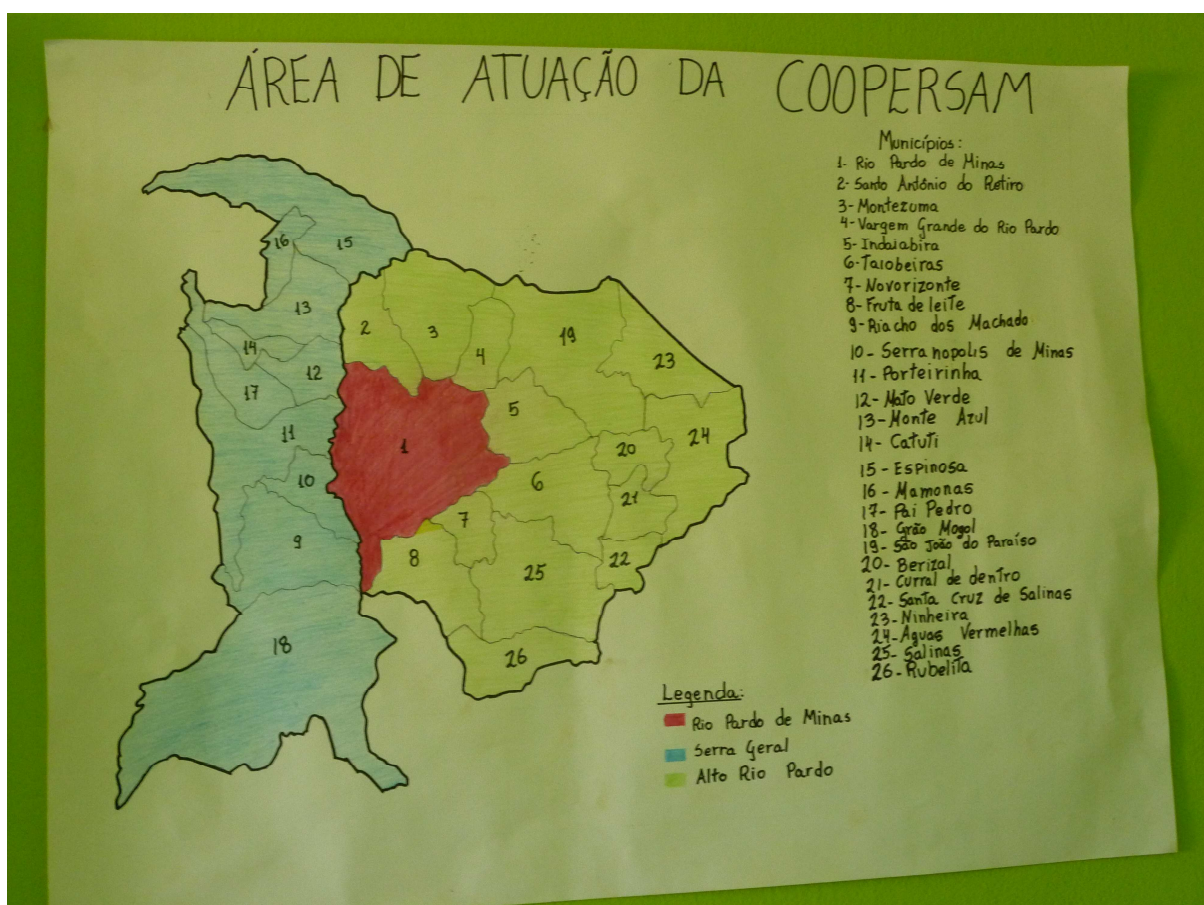 ÁREA DE ATUAÇÃO DA COOPERSAM
Municípios:
1- Rio Pardo de Minas
2- Santo Antônio do Retiro
3- Montezuma
4- Vargem Grande do Rio Pardo
5- Indaiabira
6- Taiobeiras
7- Novorizonte
8- Fruta de leite
9- Riacho dos Machado
10- Serranopolis de Minas
11- Porteirinha
12- Mato Verde
13- Monte Azul
14- Catuti
15- Espinosa
16- Mamonas
17- Pai Pedro
18- Grão Mogol
19- São João do Paraíso
20- Berizal
21- Curral de dentro
22- Santa Cruz de Salinas
23- Ninheira
24- Águas Vermelhas
25- Salinas
26- Rubelita
16
15
13
14
12
17
11
10
9
18
2
3
4
19
23
1
5
24
20
6
21
7
8
25
22
26
Legenda:
Rio Pardo de Minas
Serra Geral
Alto Rio Pardo